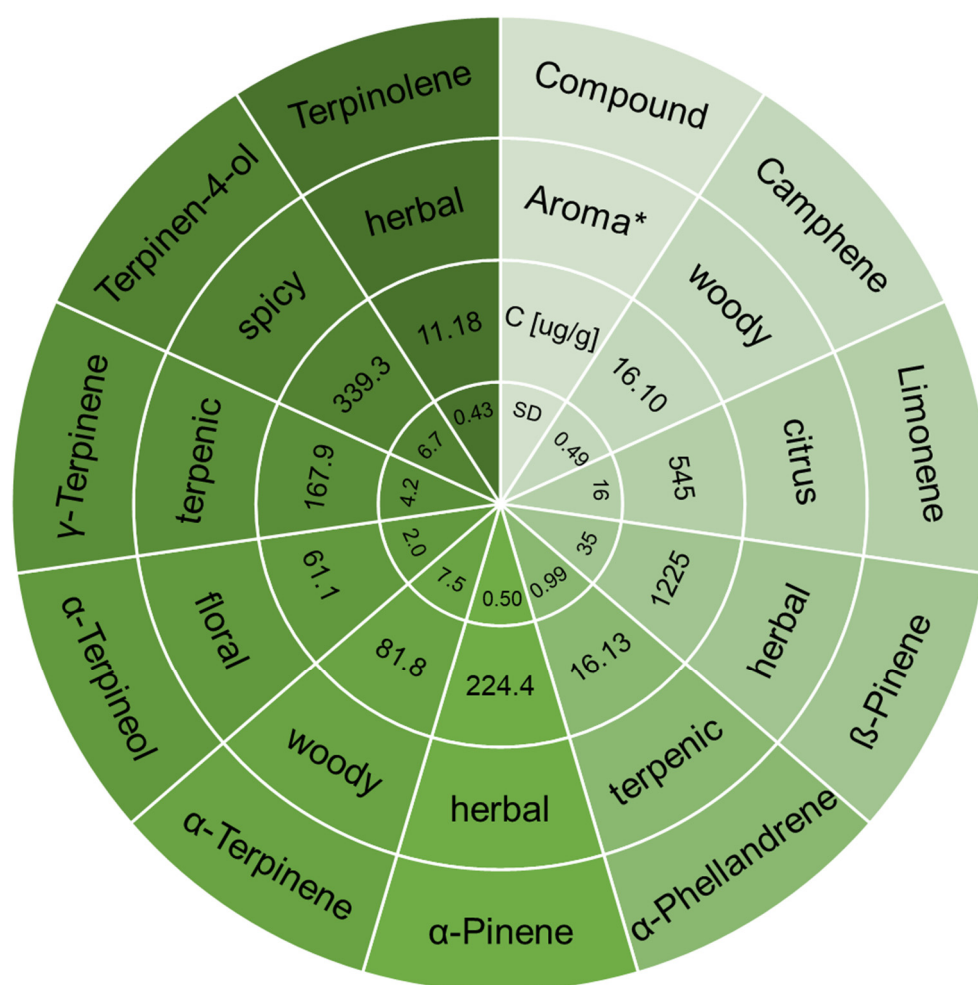 Compound
Aroma*
C [ug/g]
SD
Camphene
woody
16.10
0.49
Limonene
citrus
545
16
ß-Pinene
herbal
1225
35
α-Phellandrene
terpenic
16.13
0.99
α-Pinene
herbal
224.4
0.50
α-Terpinene
woody
81.8
7.5
α-Terpineol
floral
61.1
2.0
γ-Terpinene
terpenic
167.9
4.2
Terpinen-4-ol
spicy
339.3
6.7
Terpinolene
herbal
11.18
0.43